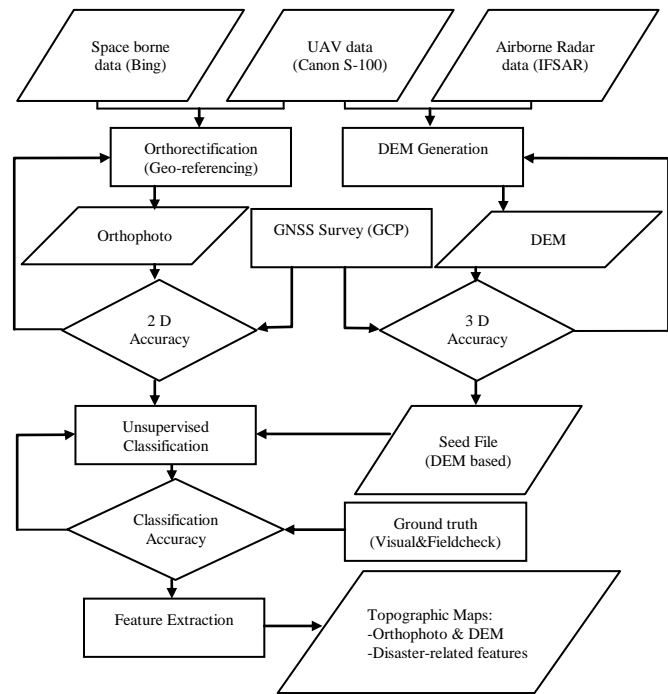 Space borne
data (Bing)
UAV data
(Canon S-100)
Airborne Radar
data (IFSAR)
Orthorectification
(Geo-referencing)
DEM Generation
Orthophoto
GNSS Survey (GCP)
DEM
2 D
Accuracy
3 D
Accuracy
Unsupervised
Classification
Seed File
(DEM based)
Classification
Accuracy
Ground truth
(Visual&Fieldcheck)
Feature Extraction
Topographic Maps:
-Orthophoto & DEM
-Disaster-related features